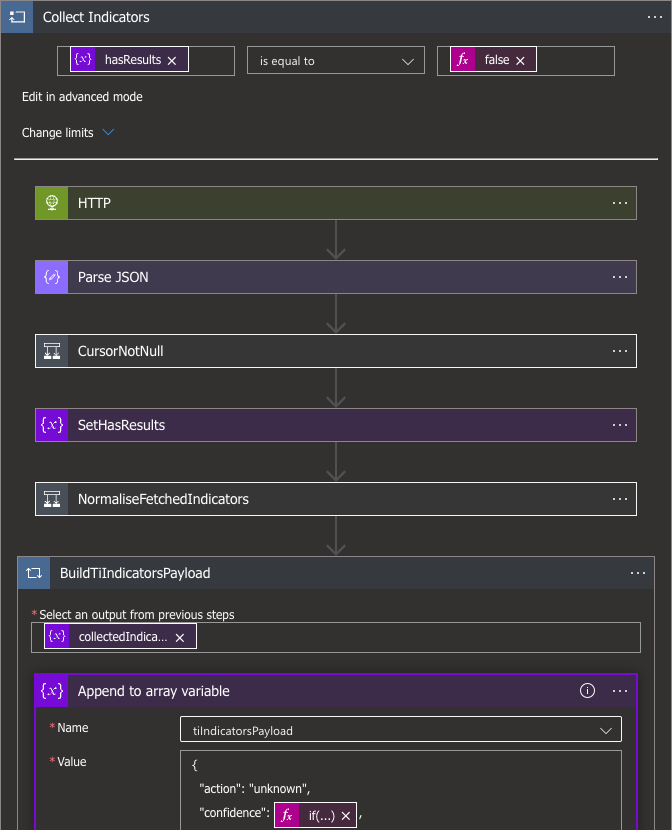 Collect Indicators ...
{x} hasResults × is equal to fx false ×
Edit in advanced mode
Change limits
HTTP ...
Parse JSON ...
CursorNotNull ...
{x} SetHasResults ...
NormaliseFetchedIndicators ...
BuildTiIndicatorsPayload ...
* Select an output from previous steps
{x} collectedIndica... ×
{x} Append to array variable ...
* Name tiIndicatorsPayload
* Value {
"action": "unknown",
"confidence": fx if(...) × ,